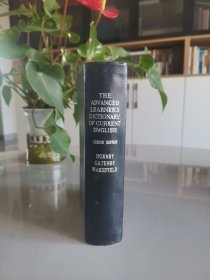 THE
ADVANCED
LEARNER'S
DICTIONARY
OF CURRENT
ENGLISH
SECOND EDITION
HORNBY
GATENBY
WAKEFIELD